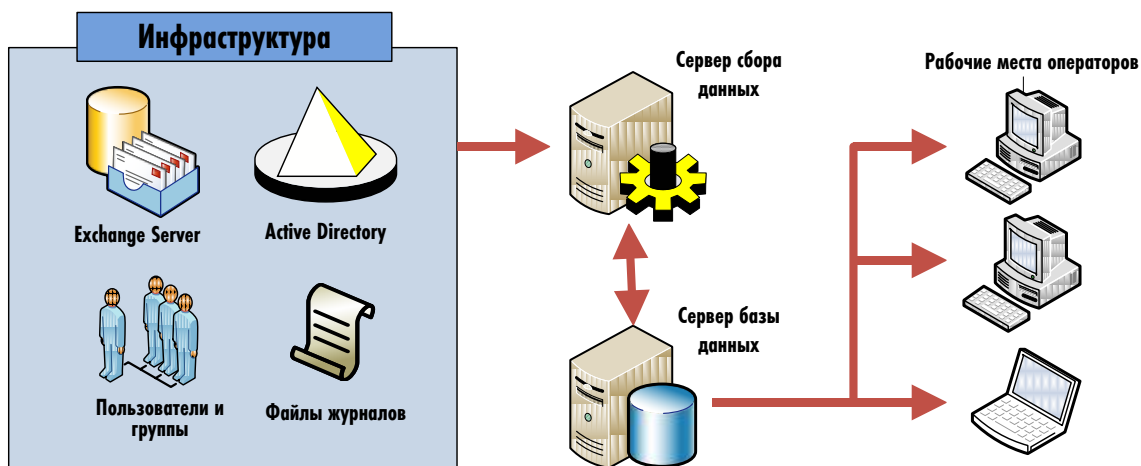 Инфраструктура
Exchange Server
Active Directory
Пользователи и
группы
Файлы журналов
Сервер сбора
данных
Сервер базы
данных
Рабочие места операторов